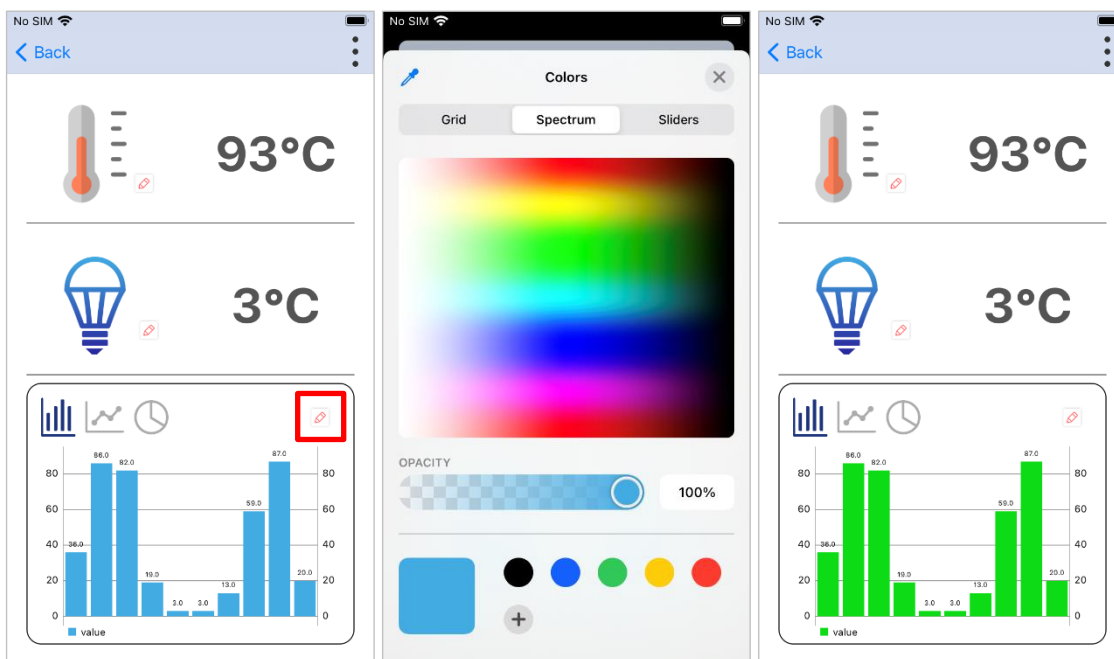 No SIM
Back
93°C
3°C
86.0
82.0
87.0
80
80
59.0
60
60
36.0
40
40
19.0
13.0
20.0
20
20
3.0
3.0
0
0
value
No SIM
Colors
Grid
Spectrum
Sliders
OPACITY
100%
No SIM
Back
93°C
3°C
86.0
82.0
87.0
80
80
59.0
60
60
36.0
40
40
19.0
13.0
20.0
20
20
3.0
3.0
0
0
value